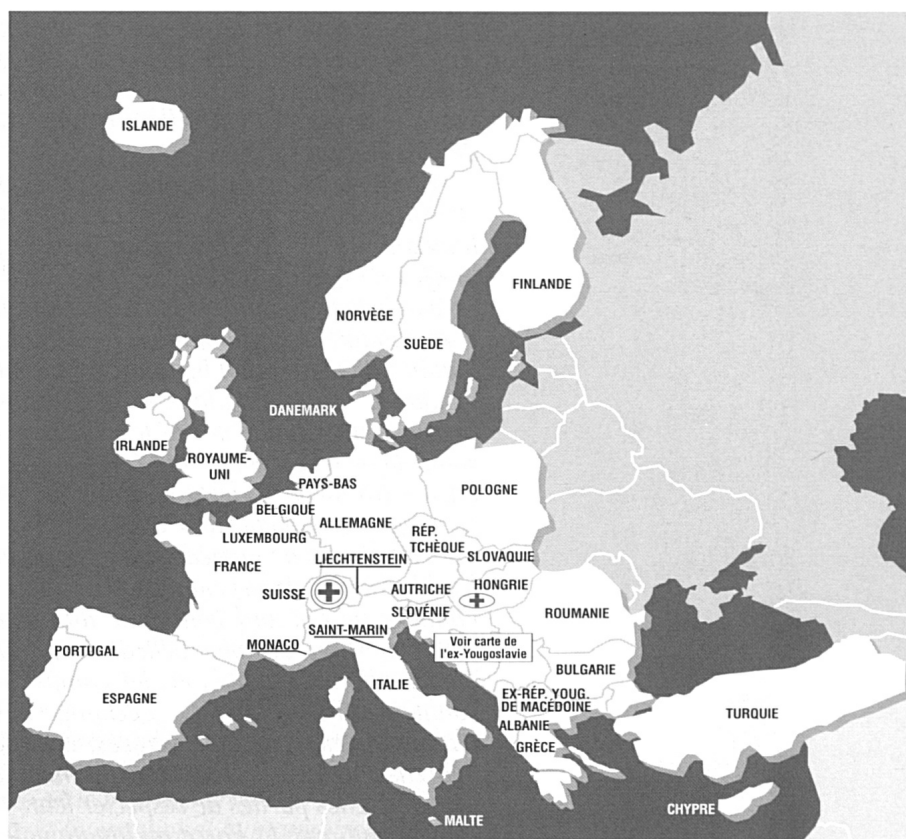 ISLANDE
FINLANDE
NORVÈGE
SUÈDE
DANEMARK
IRLANDE
ROYAUME-
UNI
PAYS-BAS
POLOGNE
BELGIQUE
ALLEMAGNE
RÉP.
TCHÈQUE
LUXEMBOURG
SLOVAQUIE
LIECHTENSTEIN
FRANCE
HONGRIE
AUTRICHE
SUISSE
SLOVÉNIE
ROUMANIE
SAINT-MARIN
Voir carte de
l'ex-Yougoslavie
MONACO
PORTUGAL
BULGARIE
ITALIE
ESPAGNE
EX-RÉP. YOUG.
DE MACÉDOINE
TURQUIE
ALBANIE
GRÈCE
CHYPRE
MALTE